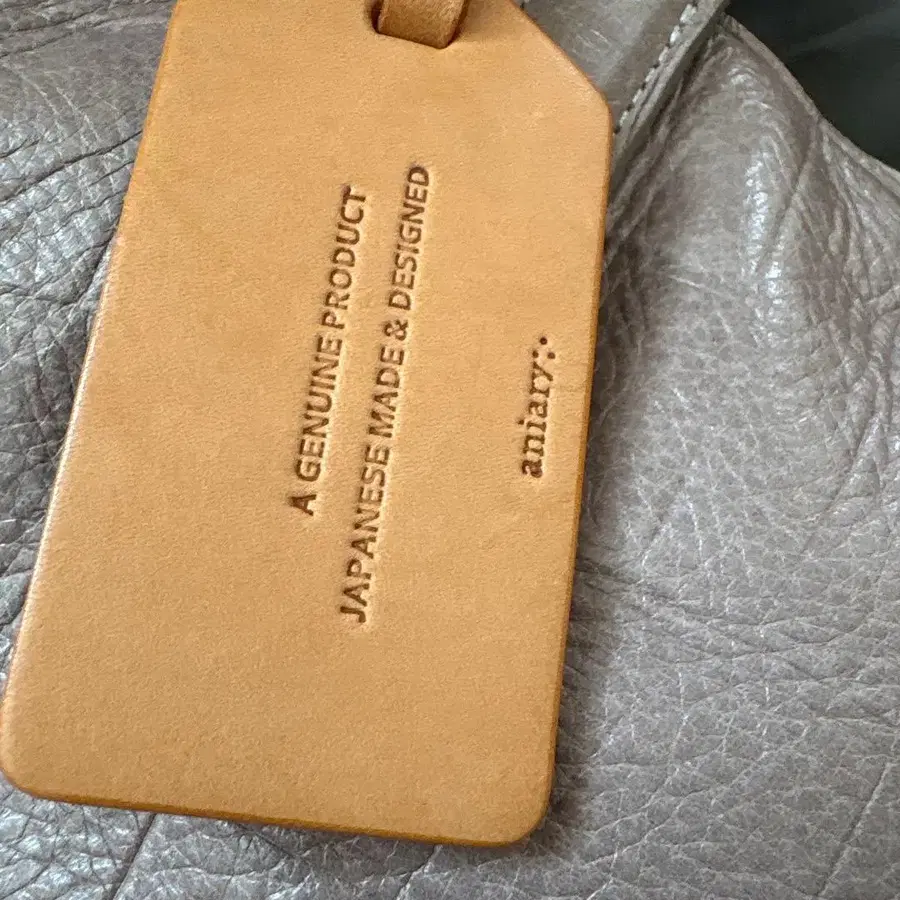 A GENUINE PRODUCT
JAPANESE MADE & DESIGNED
aniary